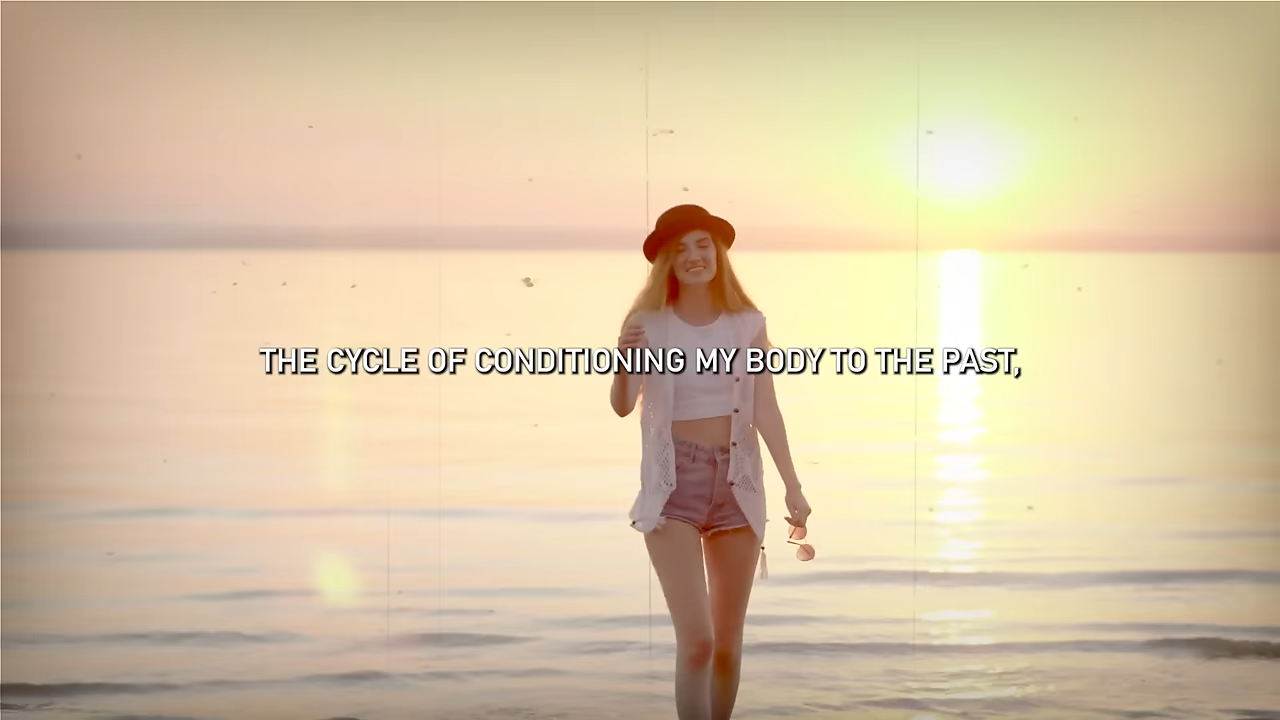 THE CYCLE OF CONDITIONING MY BODY TO THE PAST,